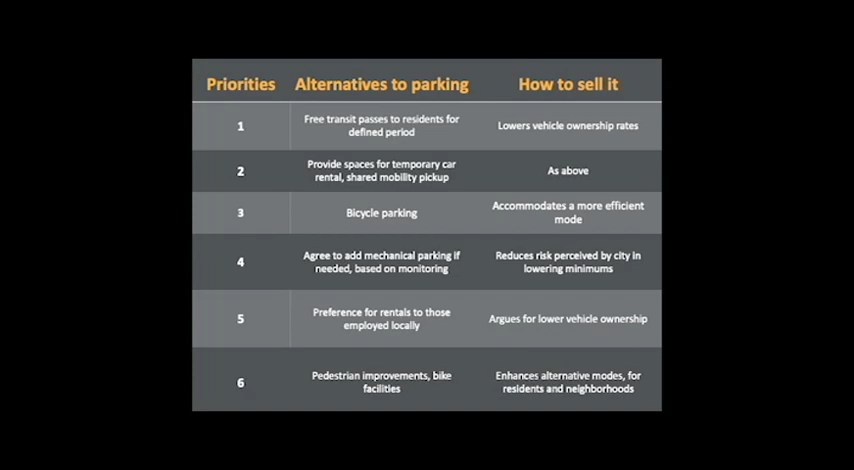 Priorities Alternatives to parking How to sell it
1 Free transit passes to residents for Lowers vehicle ownership rates
defined period
2 Provide spaces for temporary car As above
rental, shared mobility pickup
3 Bicycle parking Accommodates a more efficient
mode
4 Agree to add mechanical parking if Reduces risk perceived by city in
needed, based on monitoring lowering minimums
5 Preference for rentals to those Argues for lower vehicle ownership
employed locally
6 Pedestrian improvements, bike Enhances alternative modes, for
facilities residents and neighborhoods